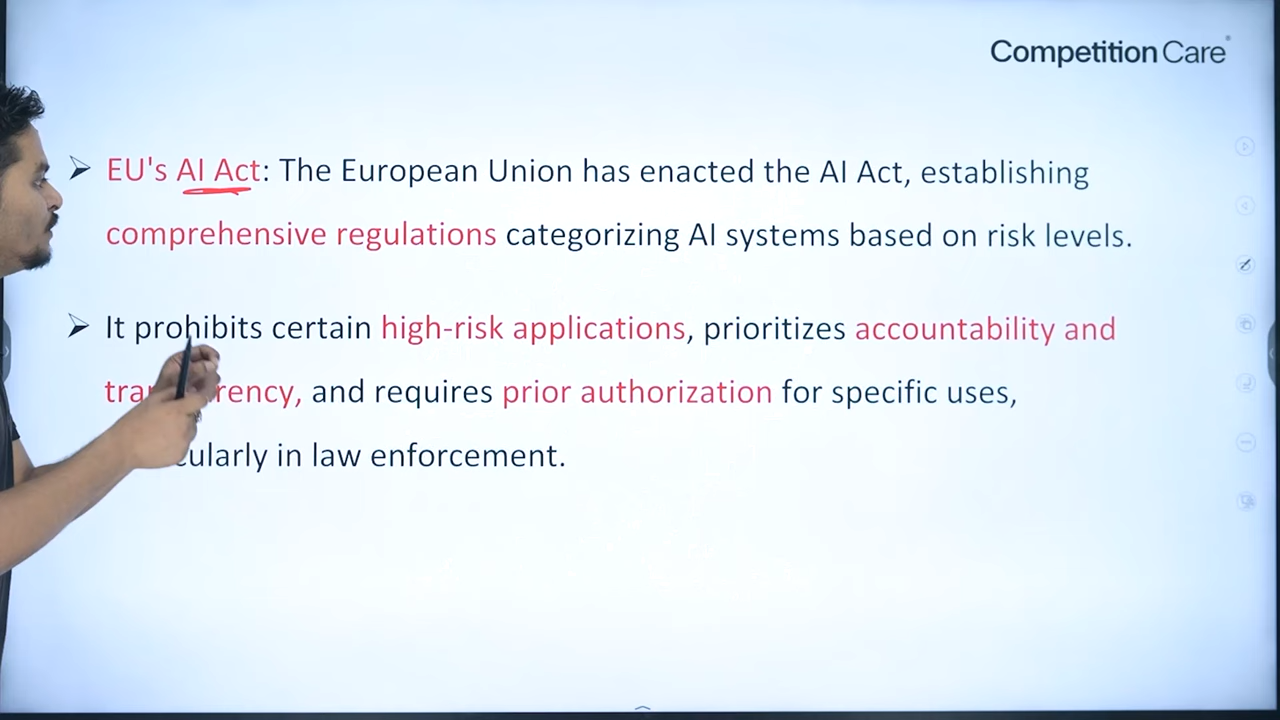 Competition Care
➤ EU's AI Act: The European Union has enacted the AI Act, establishing
comprehensive regulations categorizing AI systems based on risk levels.
➤ It prohibits certain high-risk applications, prioritizes accountability and
and requires prior authorization for specific uses,
in law enforcement.